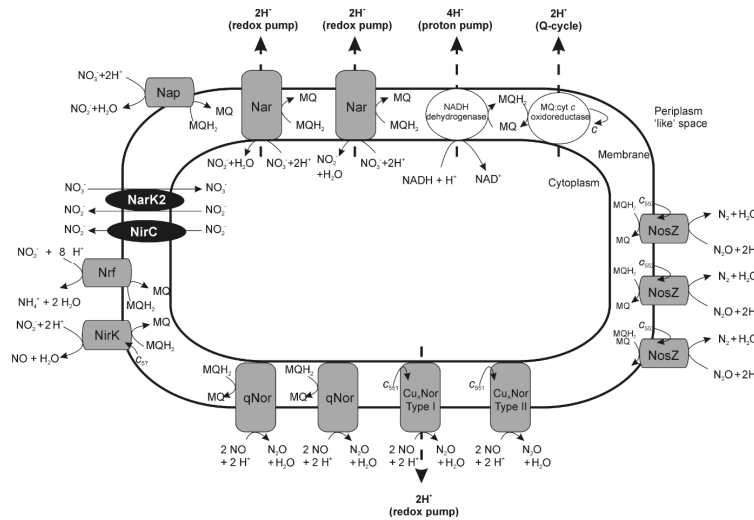 2H⁻
(redox pump)
2H⁻
(redox pump)
4H⁻
(proton pump)
2H⁺
(Q-cycle)
NO₃⁻+2H⁺
NO₂⁻+H₂O
Nap
MQ
MQH₂
Nar
MQ
MQH₂
NO₂⁻+H₂O
NO₃⁻+2H⁺
Nar
MQ
MQH₂
NO₂⁻
+H₂O
NO₃⁻+2H⁺
NADH
dehydrogenase
MQH₂
MQ
NADH + H⁺
NAD⁺
MQ:cyt c
oxidoreductase
c
Periplasm
'like' space
Membrane
Cytoplasm
NO₃⁻
NO₃⁻
NarK2
NO₂⁻
NO₂⁻
NirC
NO₂⁻
NO₂⁻
NO₂⁻ + 8 H⁺
Nrf
MQ
MQH₂
NH₄⁺ + 2 H₂O
NO₂⁻+2H⁺
NirK
MQ
MQH₂
c₅?
NO + H₂O
MQH₂
c�552
NosZ
MQ
N₂ + H₂O
N₂O + 2H
MQH₂
c�552
NosZ
MQ
N₂ + H₂O
N₂O + 2H
MQH₂
c�552
NosZ
MQ
N₂ + H₂O
N₂O + 2H
MQH₂
MQ
qNor
MQH₂
MQ
qNor
c₅₅₁
CuₐNor
Type I
c₅₅₁
CuₐNor
Type II
2 NO
+ 2 H⁺
N₂O
+H₂O
2 NO
+ 2 H⁺
N₂O
+H₂O
2 NO
+ 2 H⁺
N₂O
+H₂O
2 NO
+ 2 H⁺
N₂O
+H₂O
2H⁺
(redox pump)